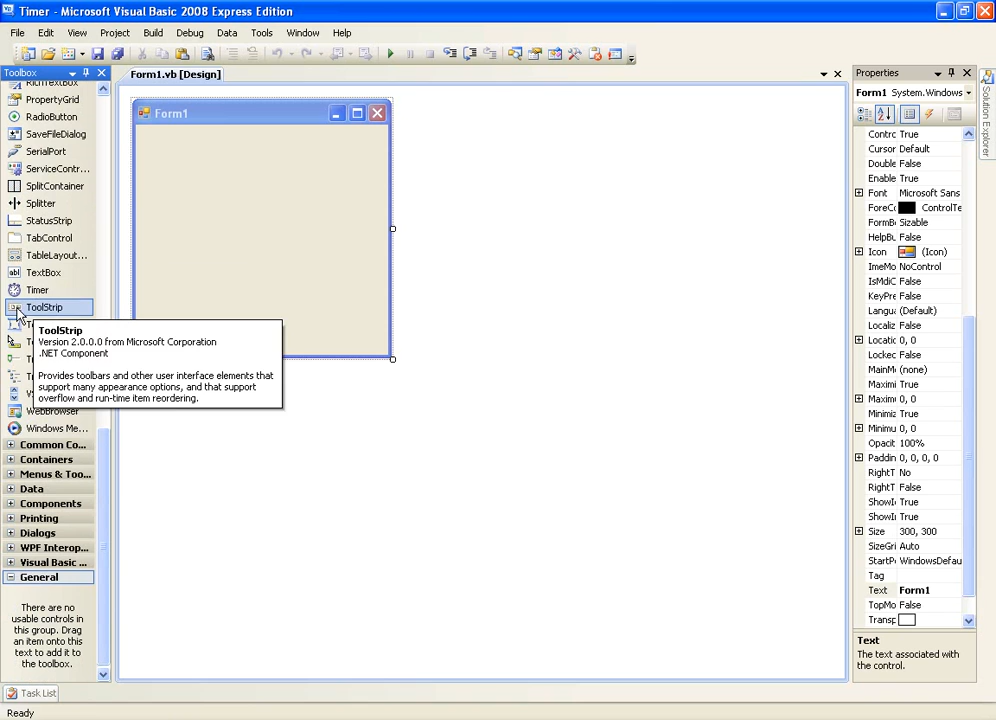 Timer - Microsoft Visual Basic 2008 Express Edition
File Edit View Project Build Debug Data Tools Window Help
Toolbox
RichTextBox
PropertyGrid
RadioButton
SaveFileDialog
SerialPort
ServiceContr...
SplitContainer
Splitter
StatusStrip
TabControl
TableLayout...
TextBox
Timer
ToolStrip
WebBrowser
Windows Me...
Common Co...
Containers
Menus & Too...
Data
Components
Printing
Dialogs
WPF Interop...
Visual Basic ...
General
There are no
usable controls in
this group. Drag
an item onto this
text to add it to
the toolbox.
ToolStrip
Version 2.0.0.0 from Microsoft Corporation
.NET Component
Provides toolbars and other user interface elements that
support many appearance options, and that support
overflow and run-time item reordering.
Form1.vb [Design]
Form1
Properties
Form1 System.Windows
Contrc True
Cursor Default
Double False
Enable True
Font Microsoft Sans
ForeCc ControlTe
FormBo Sizable
HelpBu False
Icon (Icon)
ImeMo NoControl
IsMdiC False
KeyPre False
Langua (Default)
Localiz False
Locatic 0, 0
Lockec False
MainM (none)
Maximi True
Maximu 0, 0
Minimiz True
Minimu 0, 0
Opacit 100%
Paddin 0, 0, 0, 0
RightT No
RightT False
ShowIc True
ShowIn True
Size 300, 300
SizeGri Auto
StartPo WindowsDefau
Tag
Text Form1
TopMo False
Transp
Text
The text associated with
the control.
Solution Explorer
Task List
Ready